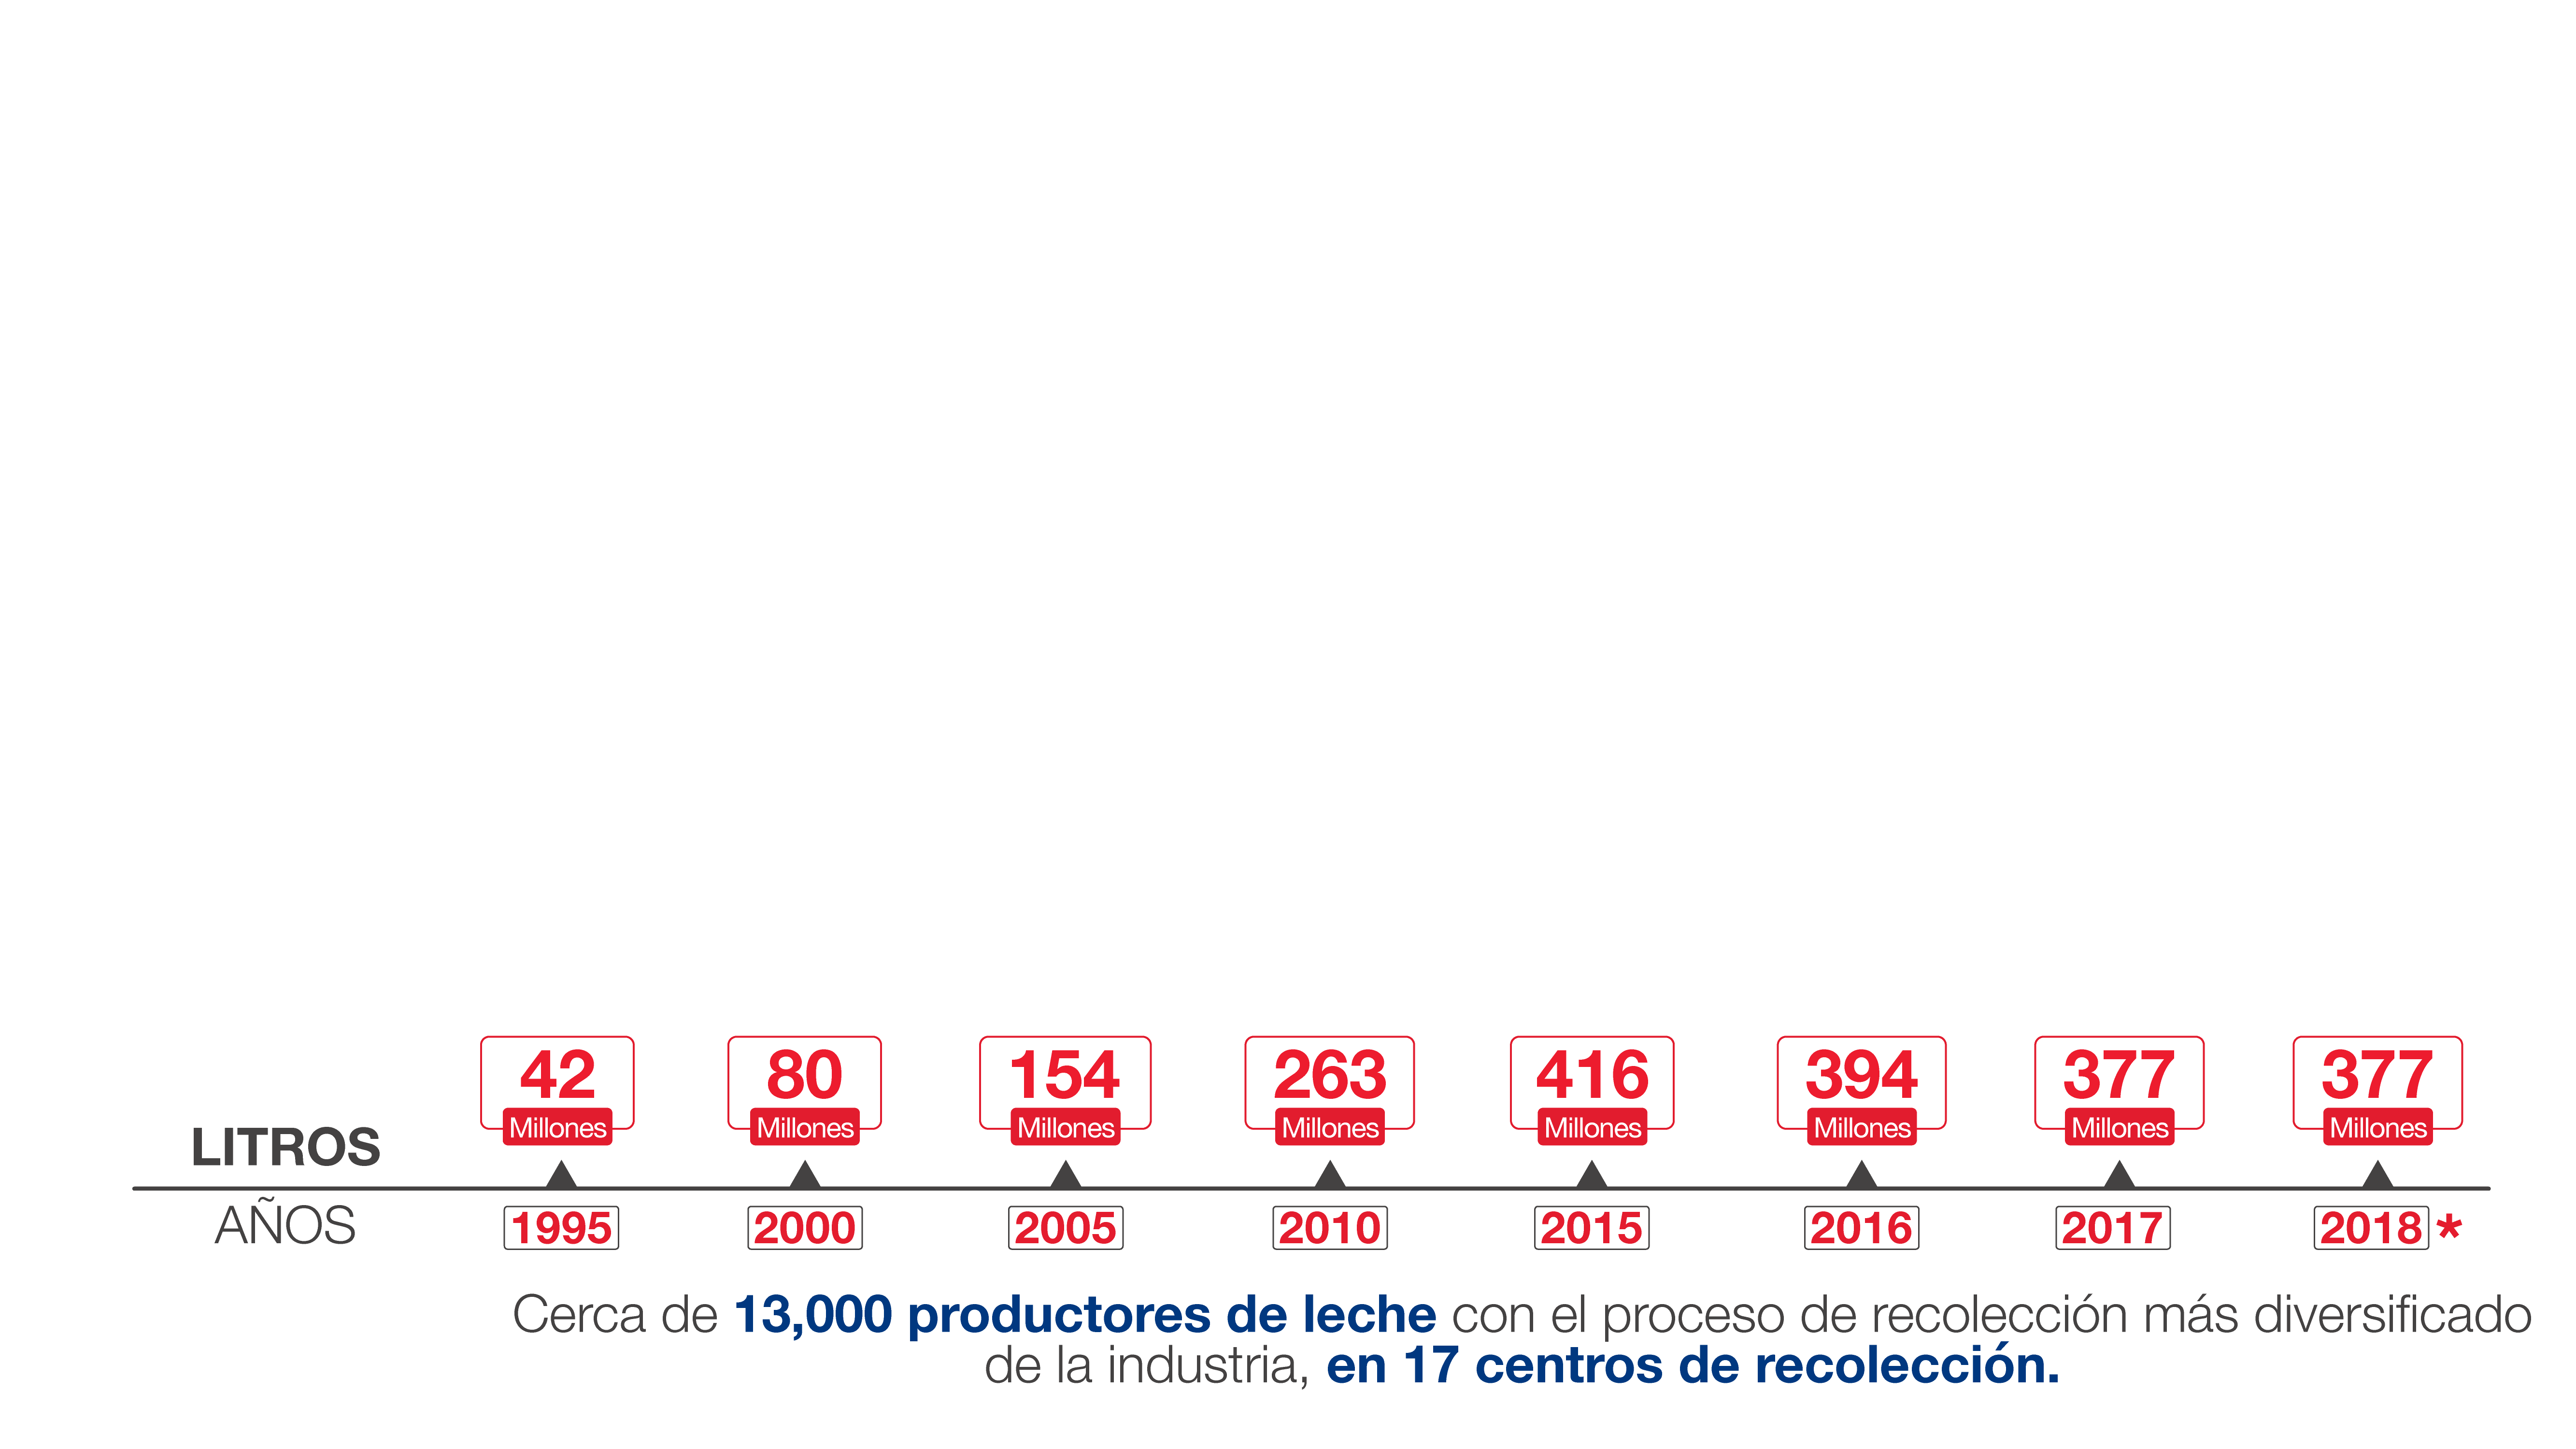 42 80 154 263 416 394 377 377
Millones Millones Millones Millones Millones Millones Millones Millones
LITROS
AÑOS 1995 2000 2005 2010 2015 2016 2017 2018 *
Cerca de 13,000 productores de leche con el proceso de recolección más diversificado
de la industria, en 17 centros de recolección.